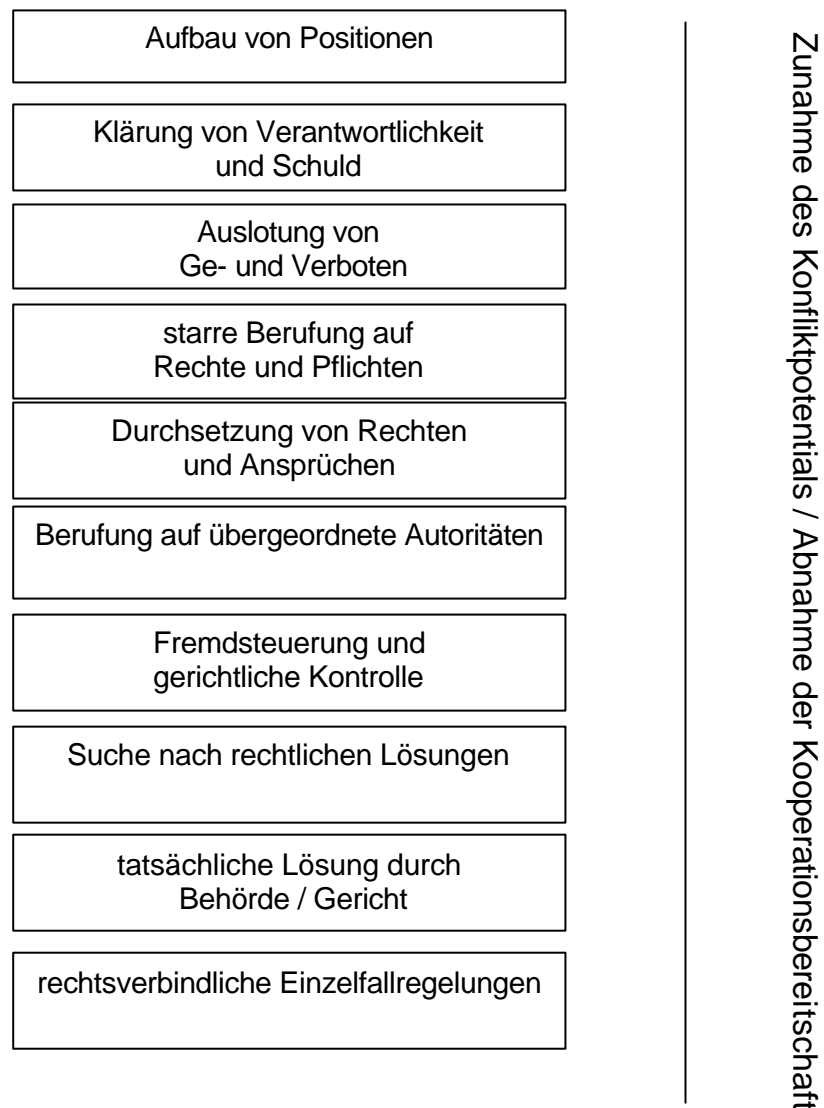 Aufbau von Positionen
Klärung von Verantwortlichkeit
und Schuld
Auslotung von
Ge- und Verboten
starre Berufung auf
Rechte und Pflichten
Durchsetzung von Rechten
und Ansprüchen
Berufung auf übergeordnete Autoritäten
Fremdsteuerung und
gerichtliche Kontrolle
Suche nach rechtlichen Lösungen
tatsächliche Lösung durch
Behörde / Gericht
rechtsverbindliche Einzelfallregelungen
Zunahme des Konfliktpotentials / Abnahme der Kooperationsbereitschaft